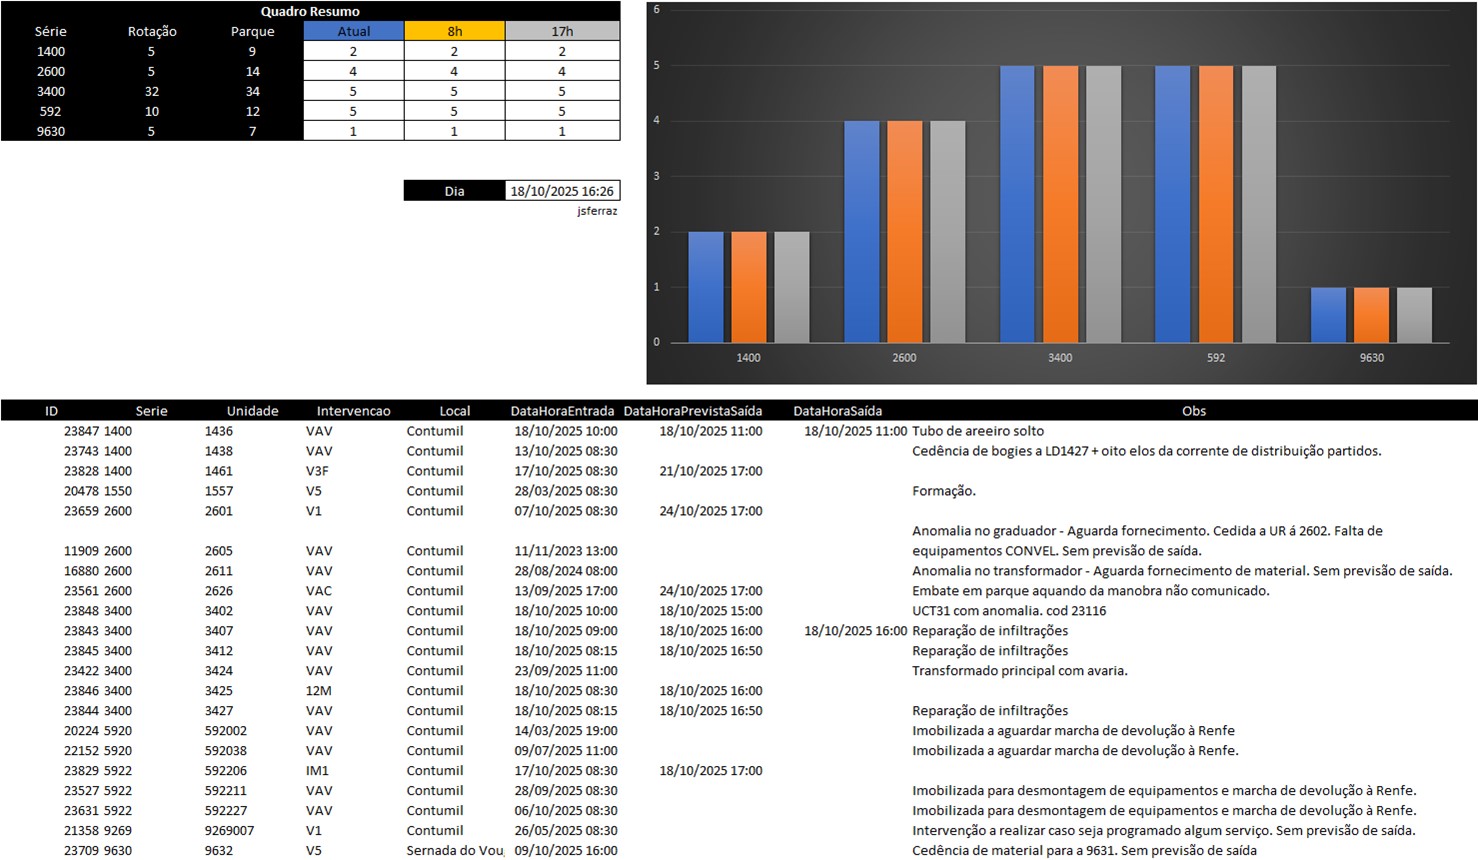 Quadro Resumo
Série Rotação Parque Atual 8h 17h
1400 5 9 2 2 2
2600 5 14 4 4 4
3400 32 34 5 5 5
592 10 12 5 5 5
9630 5 7 1 1 1
Dia 18/10/2025 16:26
jsferraz
6
5
4
3
2
1
0
1400 2600 3400 592 9630
ID Serie Unidade Intervencao Local DataHoraEntrada DataHoraPrevistaSaída DataHoraSaída Obs
23847 1400 1436 VAV Contumil 18/10/2025 10:00 18/10/2025 11:00 18/10/2025 11:00 Tubo de areeiro solto
23743 1400 1438 VAV Contumil 13/10/2025 08:30 Cedência de bogies a LD1427 + oito elos da corrente de distribuição partidos.
23828 1400 1461 V3F Contumil 17/10/2025 08:30 21/10/2025 17:00
20478 1550 1557 V5 Contumil 28/03/2025 08:30 Formação.
23659 2600 2601 V1 Contumil 07/10/2025 08:30 24/10/2025 17:00
Anomalia no graduador - Aguarda fornecimento. Cedida a UR á 2602. Falta de
11909 2600 2605 VAV Contumil 11/11/2023 13:00 equipamentos CONVEL. Sem previsão de saída.
16880 2600 2611 VAV Contumil 28/08/2024 08:00 Anomalia no transformador - Aguarda fornecimento de material. Sem previsão de saída.
23561 2600 2626 VAC Contumil 13/09/2025 17:00 24/10/2025 17:00 Embate em parque aquando da manobra não comunicado.
23848 3400 3402 VAV Contumil 18/10/2025 10:00 18/10/2025 15:00 UCT31 com anomalia. cod 23116
23843 3400 3407 VAV Contumil 18/10/2025 09:00 18/10/2025 16:00 18/10/2025 16:00 Reparação de infiltrações
23845 3400 3412 VAV Contumil 18/10/2025 08:15 18/10/2025 16:50 Reparação de infiltrações
23422 3400 3424 VAV Contumil 23/09/2025 11:00 Transformado principal com avaria.
23846 3400 3425 12M Contumil 18/10/2025 08:30 18/10/2025 16:00
23844 3400 3427 VAV Contumil 18/10/2025 08:15 18/10/2025 16:50 Reparação de infiltrações
20224 5920 592002 VAV Contumil 14/03/2025 19:00 Imobilizada a aguardar marcha de devolução à Renfe
22152 5920 592038 VAV Contumil 09/07/2025 11:00 Imobilizada a aguardar marcha de devolução à Renfe.
23829 5922 592206 IM1 Contumil 17/10/2025 08:30 18/10/2025 17:00
23527 5922 592211 VAV Contumil 28/09/2025 08:30 Imobilizada para desmontagem de equipamentos e marcha de devolução à Renfe.
23631 5922 592227 VAV Contumil 06/10/2025 08:30 Imobilizada para desmontagem de equipamentos e marcha de devolução à Renfe.
21358 9269 9269007 V1 Contumil 26/05/2025 08:30 Intervenção a realizar caso seja programado algum serviço. Sem previsão de saída.
23709 9630 9632 V5 Sernada do Vou 09/10/2025 16:00 Cedência de material para a 9631. Sem previsão de saída